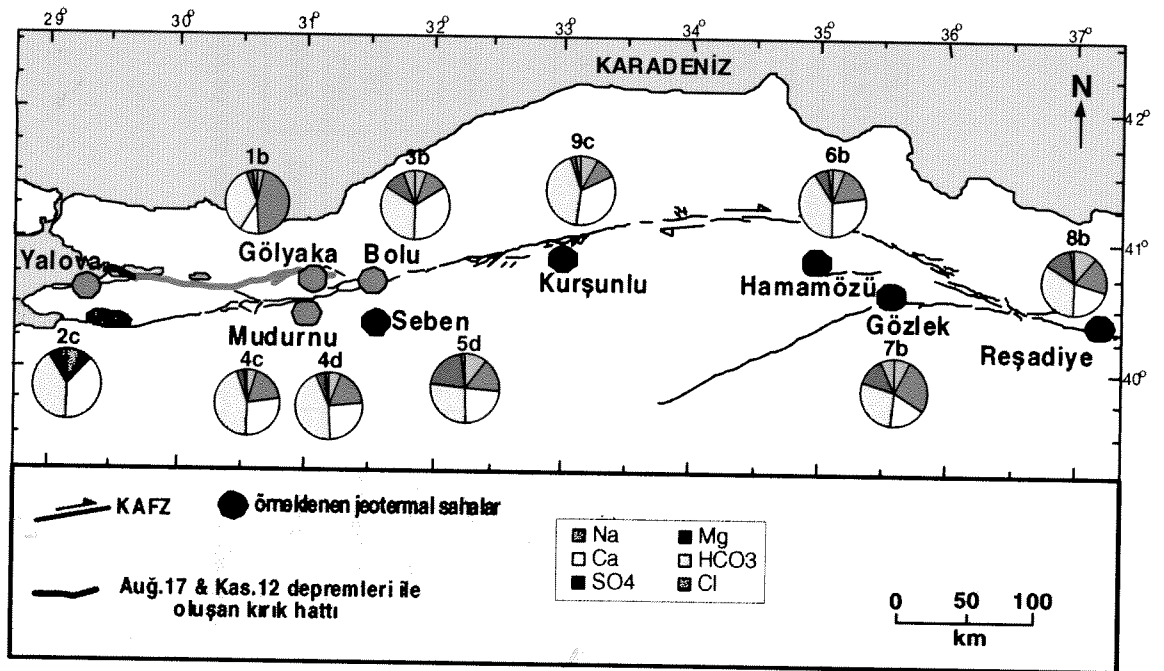 29° 30° 31° 32° 33° 34° 35° 36° 37°
KARADENİZ
N
42°
1b 3b 9c 6b
41°
Yalova Gölyaka Bolu 8b
Kurşunlu Hamamözü
Mudurnu Seben Gözlek
Reşadiye
2c 4c 4d 5d 7b
40°
KAFZ
örneklenen jeotermal sahalar
Auğ.17 & Kas.12 depremleri ile
oluşan kırık hattı
Na Mg
Ca HCO3
SO4 Cl
0 50 100
km